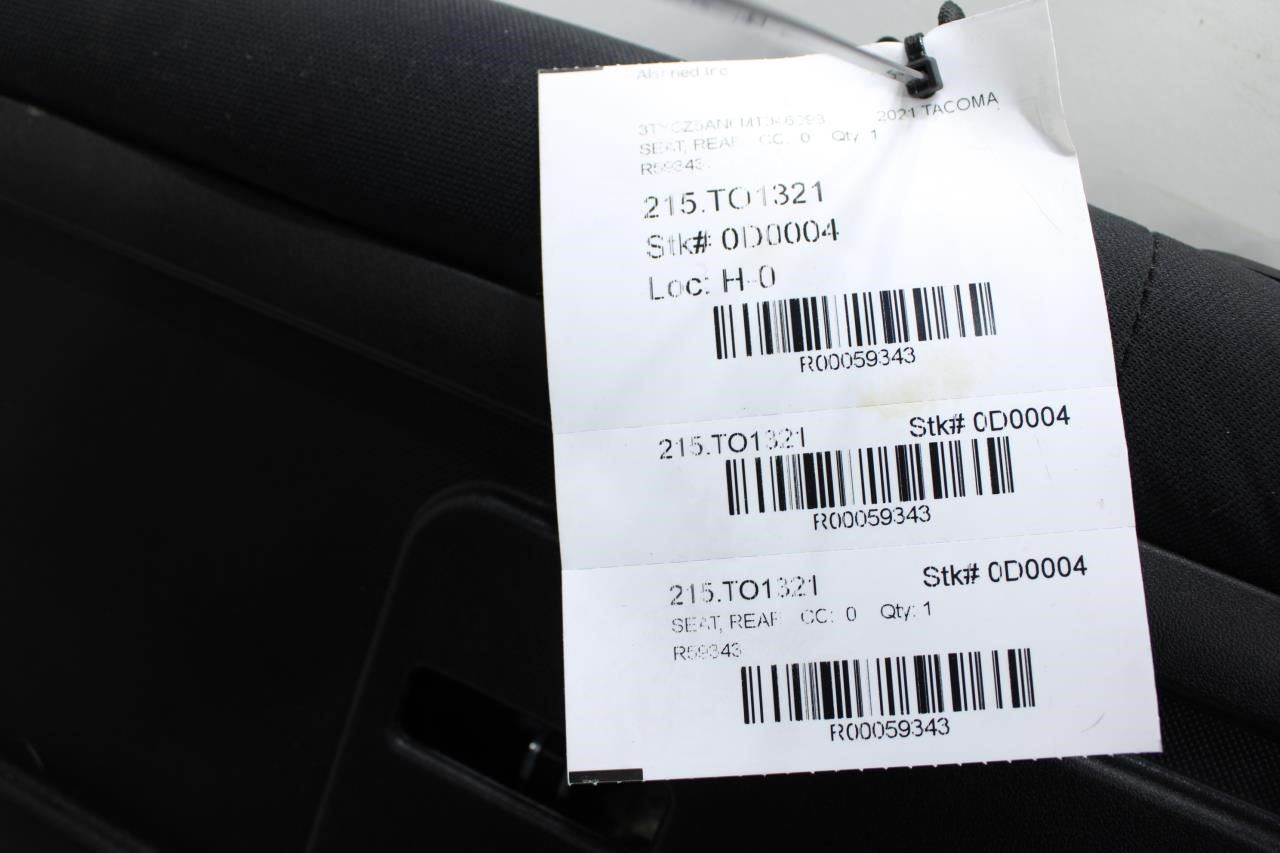 2021 TACOMA
SEAT, REAR CC: 0 Qty: 1
R59343
215.TO1321
Stk# 0D0004
Loc: H-0
R00059343
215.TO1321 Stk# 0D0004
R00059343
215.TO1321 Stk# 0D0004
SEAT, REAR CC: 0 Qty: 1
R59343
R00059343